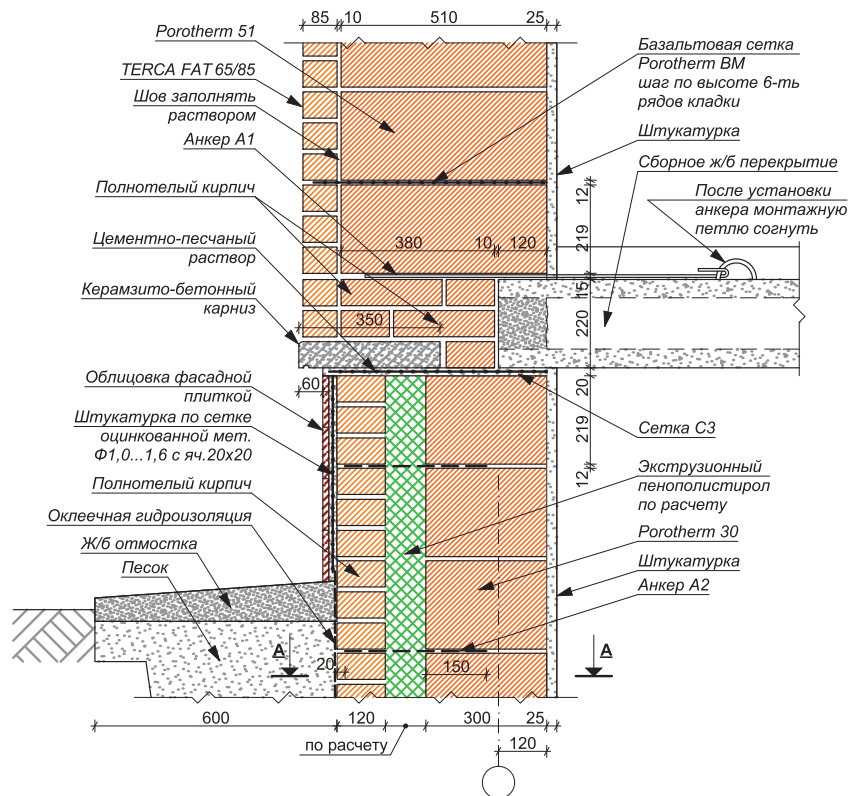 85 10 510 25
Porotherm 51
TERCA FAT 65/85
Шов заполнять
раствором
Анкер А1
Полнотелый кирпич
Цементно-песчаный
раствор
Керамзито-бетонный
карниз
Облицовка фасадной
плиткой
Штукатурка по сетке
оцинкованной мет.
Ф1,0...1,6 с яч.20х20
Полнотелый кирпич
Оклеечная гидроизоляция
Ж/б отмостка
Песок
Базальтовая сетка
Porotherm BM
шаг по высоте 6-ть
рядов кладки
Штукатурка
Сборное ж/б перекрытие
После установки
анкера монтажную
петлю согнуть
12
219
15
220
20
219
12
380 10 120
350
60
Сетка С3
Экструзионный
пенополистирол
по расчету
Porotherm 30
Штукатурка
Анкер А2
А
А
20
150
600 120 300 25
по расчету
120